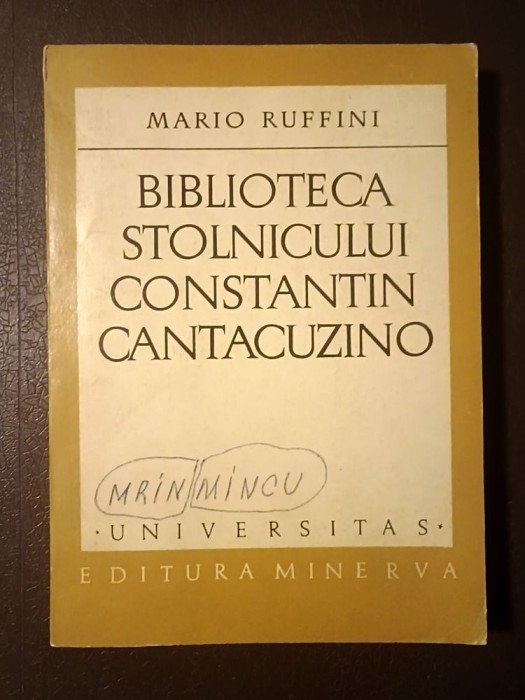 MARIO RUFFINI
BIBLIOTECA
STOLNICULUI
CONSTANTIN
CANTACUZINO
MRIN MINCU
· UNIVERSITAS ·
EDITURA MINERVA